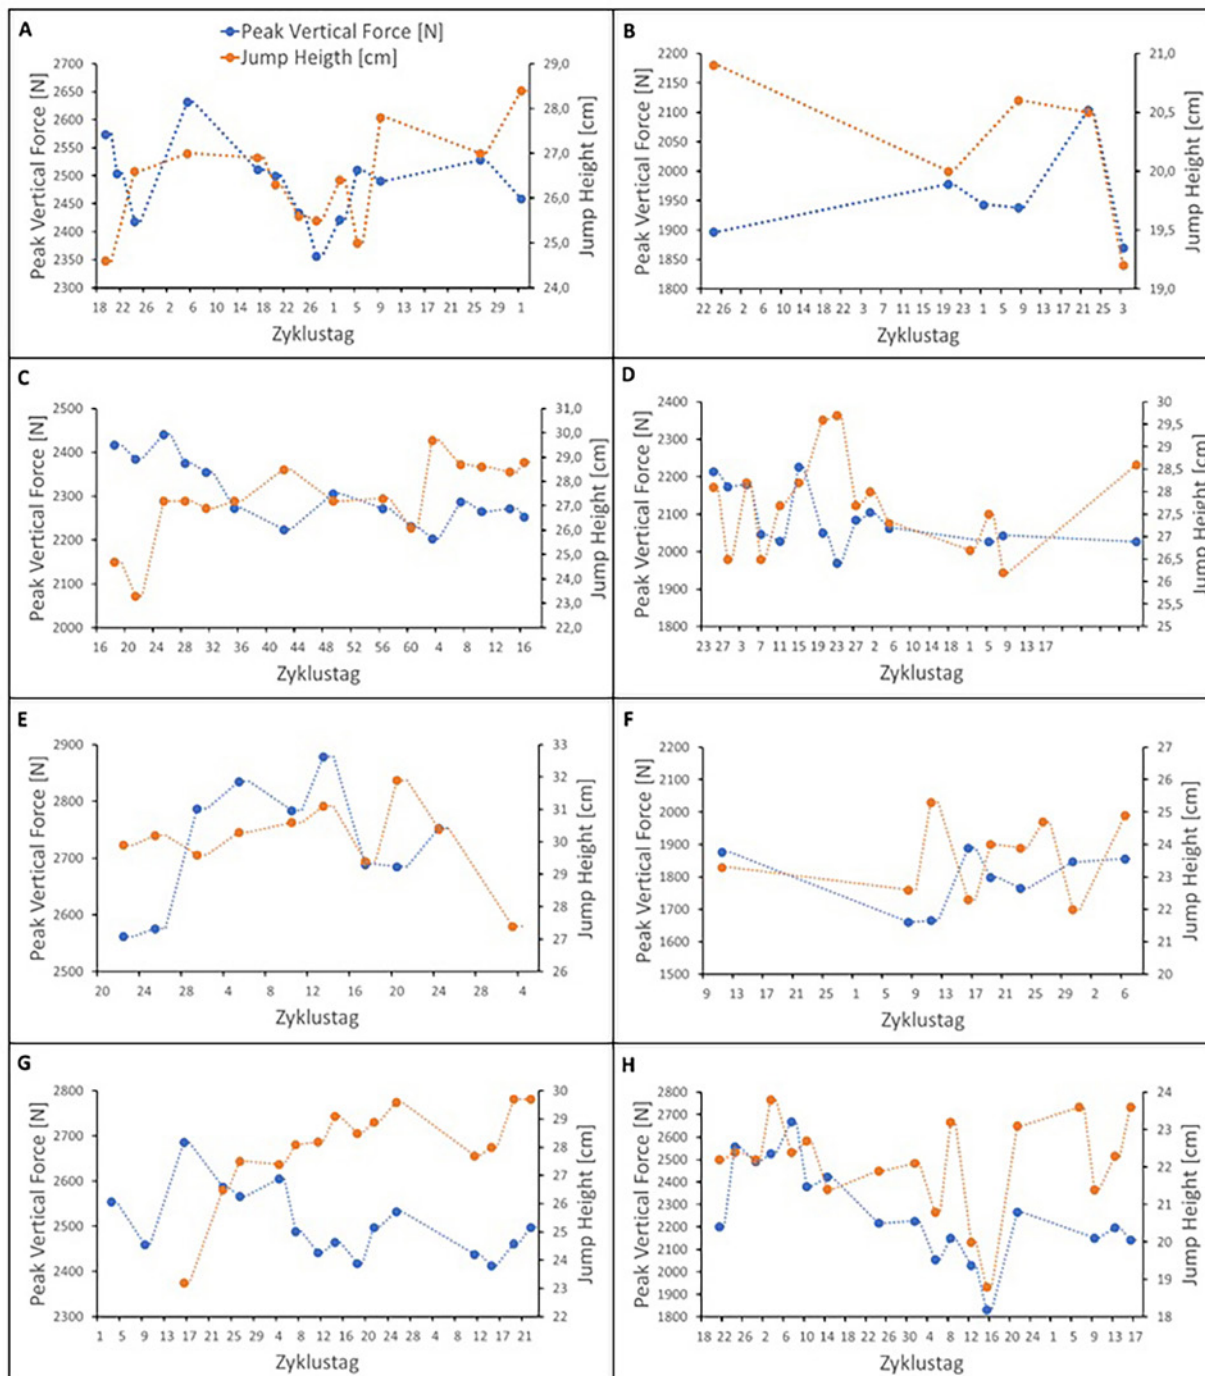 A
Peak Vertical Force [N]
Jump Heigth [cm]
Peak Vertical Force [N]
2700
2650
2600
2550
2500
2450
2400
2350
2300
29,0
28,0
27,0
26,0
25,0
24,0
Jump Height [cm]
18 22 26 2 6 10 14 18 22 26 1 5 9 13 17 21 25 29 1
Zyklustag
B
Peak Vertical Force [N]
2200
2150
2100
2050
2000
1950
1900
1850
1800
21,0
20,5
20,0
19,5
19,0
Jump Height [cm]
22 26 2 6 10 14 18 22 3 7 11 15 19 23 1 5 9 13 17 21 25 3
Zyklustag
C
Peak Vertical Force [N]
2500
2400
2300
2200
2100
2000
31,0
30,0
29,0
28,0
27,0
26,0
25,0
24,0
23,0
22,0
Jump Height [cm]
16 20 24 28 32 36 40 44 48 52 56 60 4 8 12 16
Zyklustag
D
Peak Vertical Force [N]
2400
2300
2200
2100
2000
1900
1800
30
29,5
29
28,5
28
27,5
27
26,5
26
25,5
25
Jump Height [cm]
23 27 3 7 11 15 19 23 27 2 6 10 14 18 1 5 9 13 17
Zyklustag
E
Peak Vertical Force [N]
2900
2800
2700
2600
2500
33
32
31
30
29
28
27
26
Jump Height [cm]
20 24 28 4 8 12 16 20 24 28 4
Zyklustag
F
Peak Vertical Force [N]
2200
2100
2000
1900
1800
1700
1600
1500
27
26
25
24
23
22
21
20
Jump Height [cm]
9 13 17 21 25 1 5 9 13 17 21 25 29 2 6
Zyklustag
G
Peak Vertical Force [N]
2800
2700
2600
2500
2400
2300
30
29
28
27
26
25
24
23
22
Jump Height [cm]
1 5 9 13 17 21 25 29 4 8 12 16 20 4 8 12 17 21
Zyklustag
H
Peak Vertical Force [N]
2800
2700
2600
2500
2400
2300
2200
2100
2000
1900
1800
24
23
22
21
20
19
18
Jump Height [cm]
18 22 26 2 6 10 14 18 22 26 30 4 8 12 16 20 24 1 5 9 13 17
Zyklustag